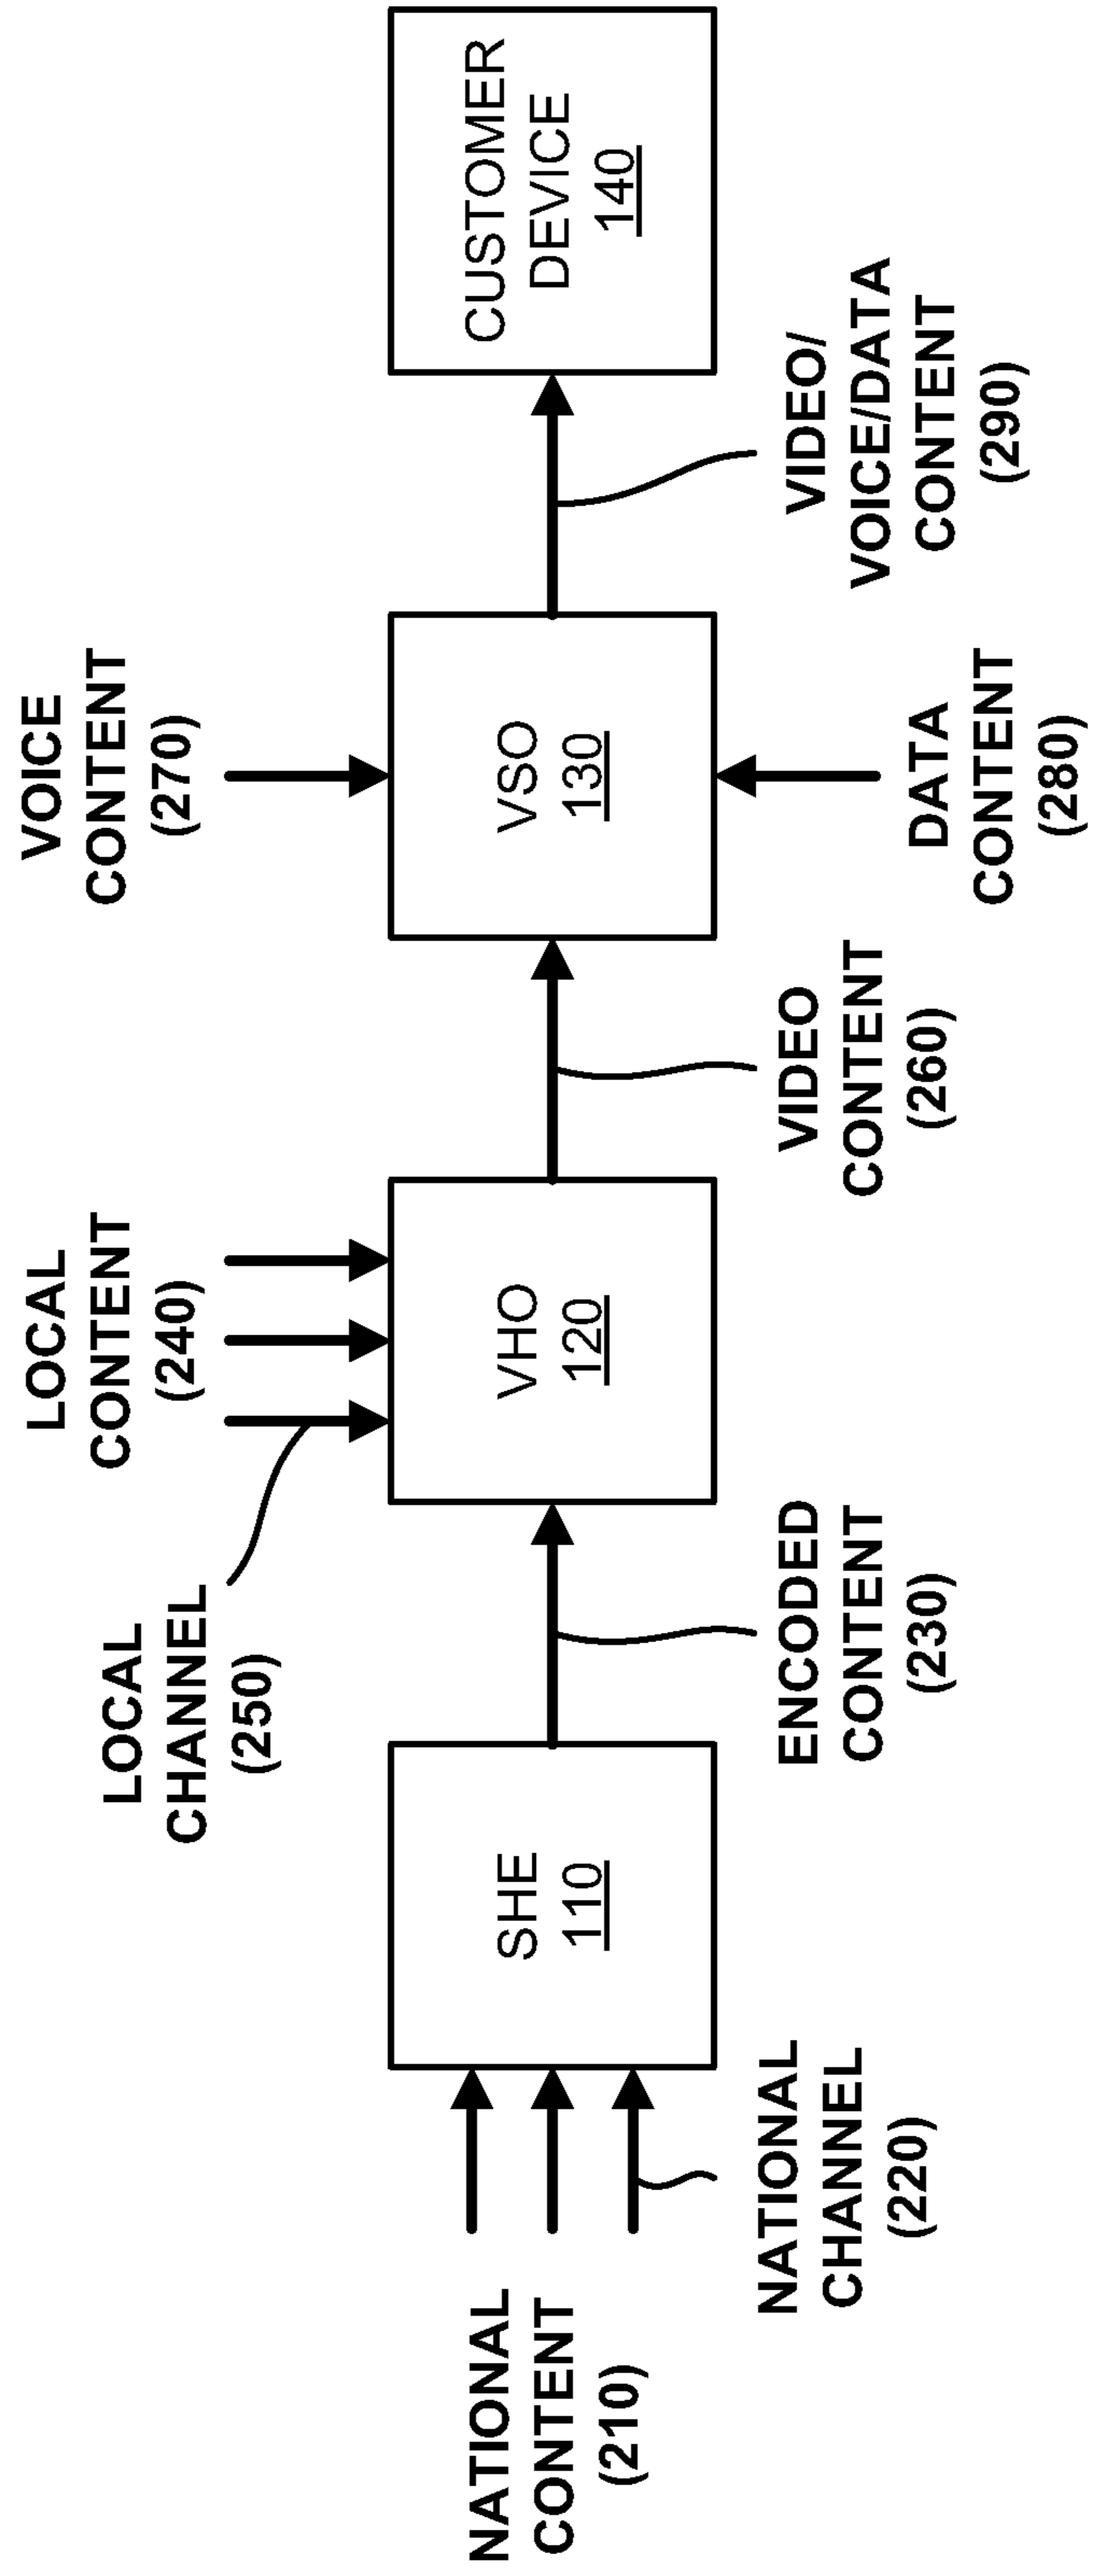 NATIONAL
CONTENT
(210)
NATIONAL
CHANNEL
(220)
SHE
110
LOCAL
CHANNEL
(250)
ENCODED
CONTENT
(230)
LOCAL
CONTENT
(240)
VHO
120
VIDEO
CONTENT
(260)
VOICE
CONTENT
(270)
VSO
130
DATA
CONTENT
(280)
VIDEO/
VOICE/DATA
CONTENT
(290)
CUSTOMER
DEVICE
140